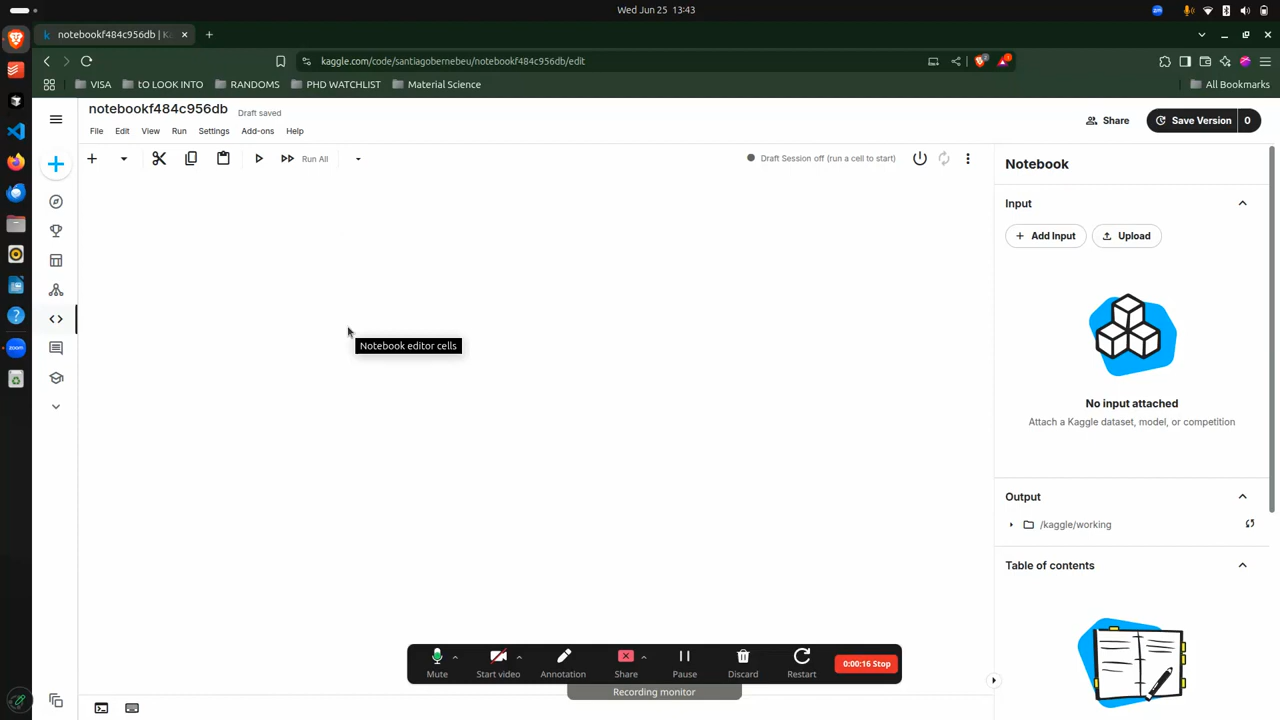 Wed Jun 25 13:43
notebookf484c956db | Ka
kaggle.com/code/santiagobernebeu/notebookf484c956db/edit
VISA
tO LOOK INTO
RANDOMS
PHD WATCHLIST
Material Science
All Bookmarks
notebookf484c956db
Draft saved
File
Edit
View
Run
Settings
Add-ons
Help
Share
Save Version
0
Run All
Draft Session off (run a cell to start)
Notebook
Input
Add Input
Upload
Notebook editor cells
No input attached
Attach a Kaggle dataset, model, or competition
Output
/kaggle/working
Table of contents
Mute
Start video
Annotation
Share
Pause
Discard
Restart
0:00:16 Stop
Recording monitor
zoom